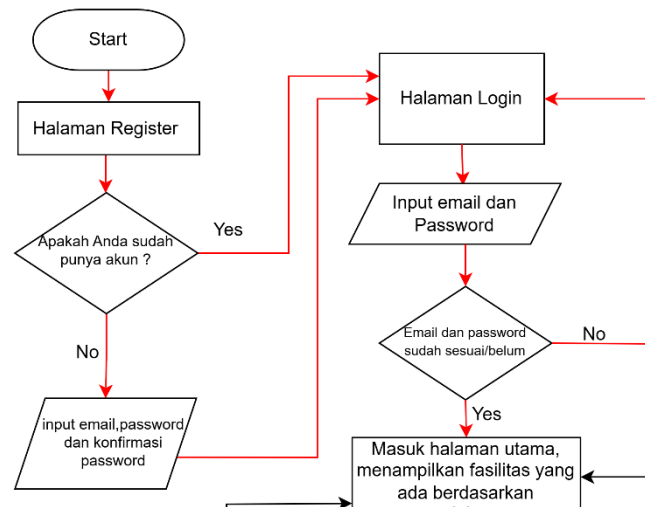 Start
Halaman Register
Apakah Anda sudah
punya akun ?
Yes
No
input email,password
dan konfirmasi
password
Halaman Login
Input email dan
Password
Email dan password
sudah sesuai/belum
No
Yes
Masuk halaman utama,
menampilkan fasilitas yang
ada berdasarkan